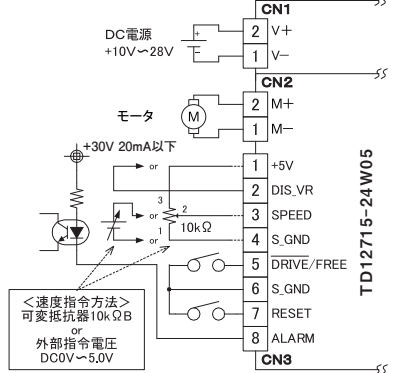 CN1
DC電源
+10V～28V
+
−
2 V+
1 V−
CN2
モータ
M
2 M+
1 M−
+30V 20mA以下
or
1 +5V
2 DIS_VR
3
2
or
10kΩ
3 SPEED
1
or
4 S_GND
5 DRIVE/FREE
6 S_GND
7 RESET
8 ALARM
CN3
＜速度指令方法＞
可変抵抗器10kΩB
or
外部指令電圧
DC0V～5.0V
TD12715-24W05